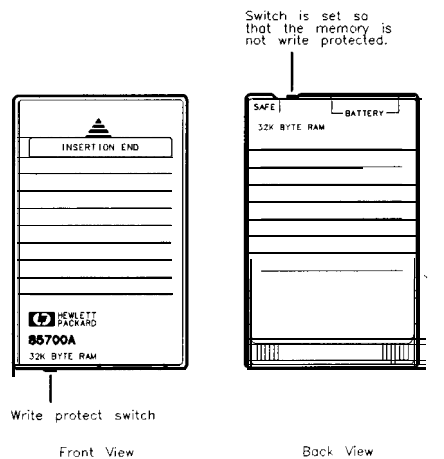 Switch is set so
that the memory is
not write protected.
INSERTION END
hp HEWLETT
PACKARD
85700A
32K BYTE RAM
Write protect switch
Front View
SAFE
BATTERY
32K BYTE RAM
Back View